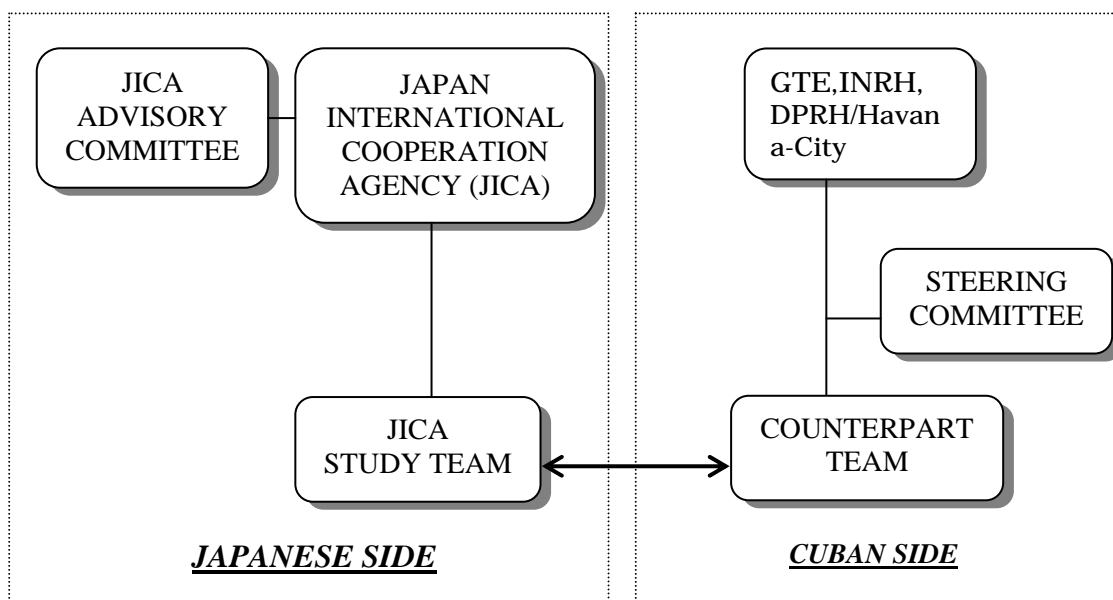 JICA
ADVISORY
COMMITTEE
JAPAN
INTERNATIONAL
COOPERATION
AGENCY (JICA)
GTE,INRH,
DPRH/Havan
a-City
STEERING
COMMITTEE
JICA
STUDY TEAM
COUNTERPART
TEAM
JAPANESE SIDE
CUBAN SIDE